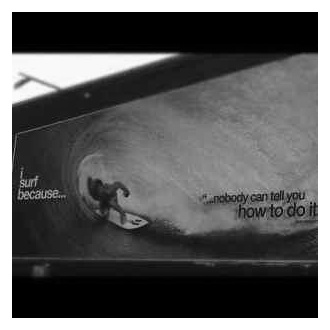 i
surf
because...
"...nobody can tell you
how to do it